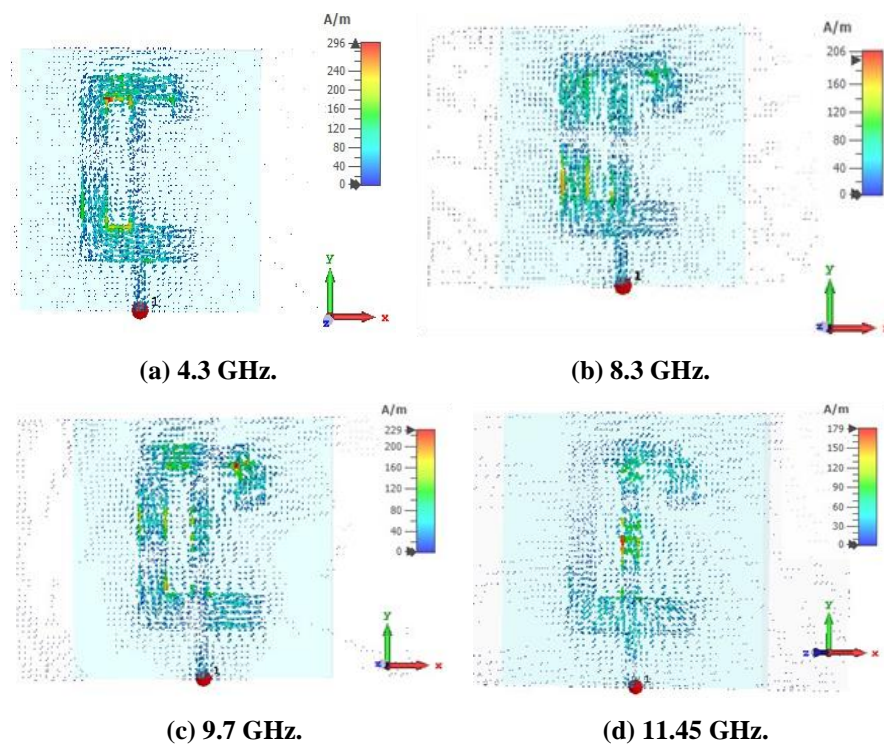 A/m
296
240
200
160
120
80
40
0
1
y
z
x
(a) 4.3 GHz.
A/m
206
160
120
80
40
0
1
y
z
x
(b) 8.3 GHz.
A/m
229
200
160
120
80
40
0
1
y
z
x
(c) 9.7 GHz.
A/m
179
150
120
90
60
30
0
1
y
z
x
(d) 11.45 GHz.